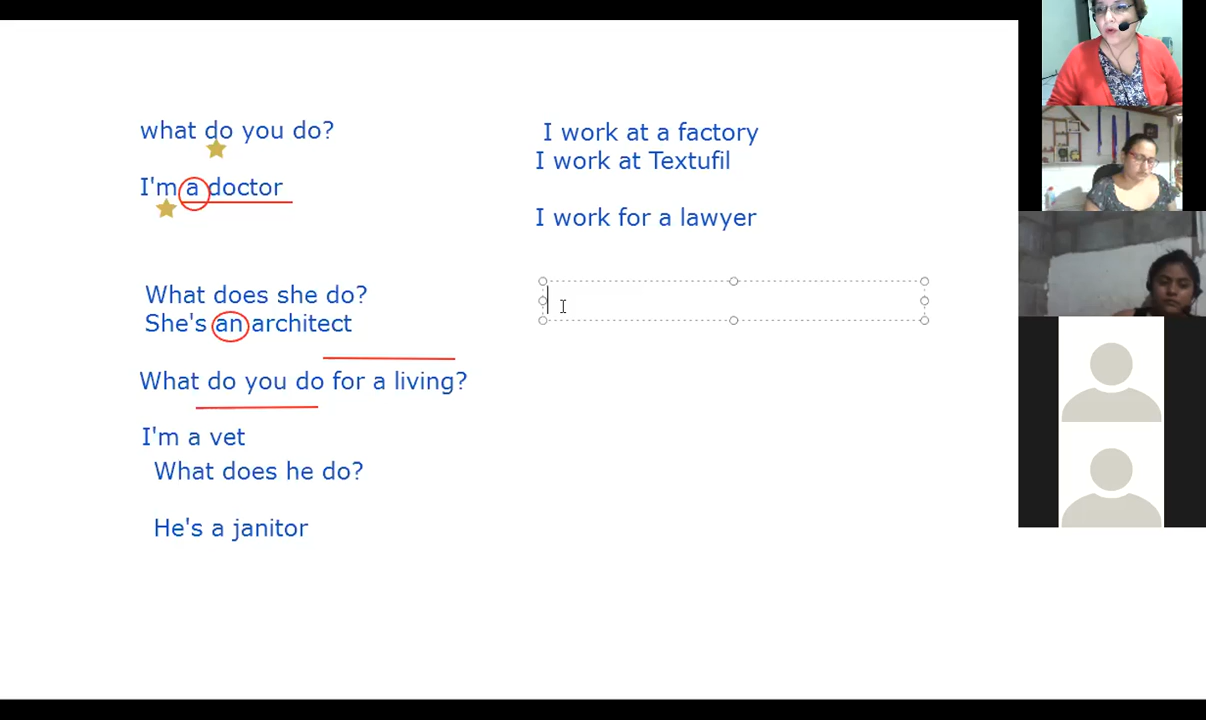 what do you do?
I'm a doctor
What does she do?
She's an architect
What do you do for a living?
I'm a vet
What does he do?
He's a janitor
I work at a factory
I work at Textufil
I work for a lawyer